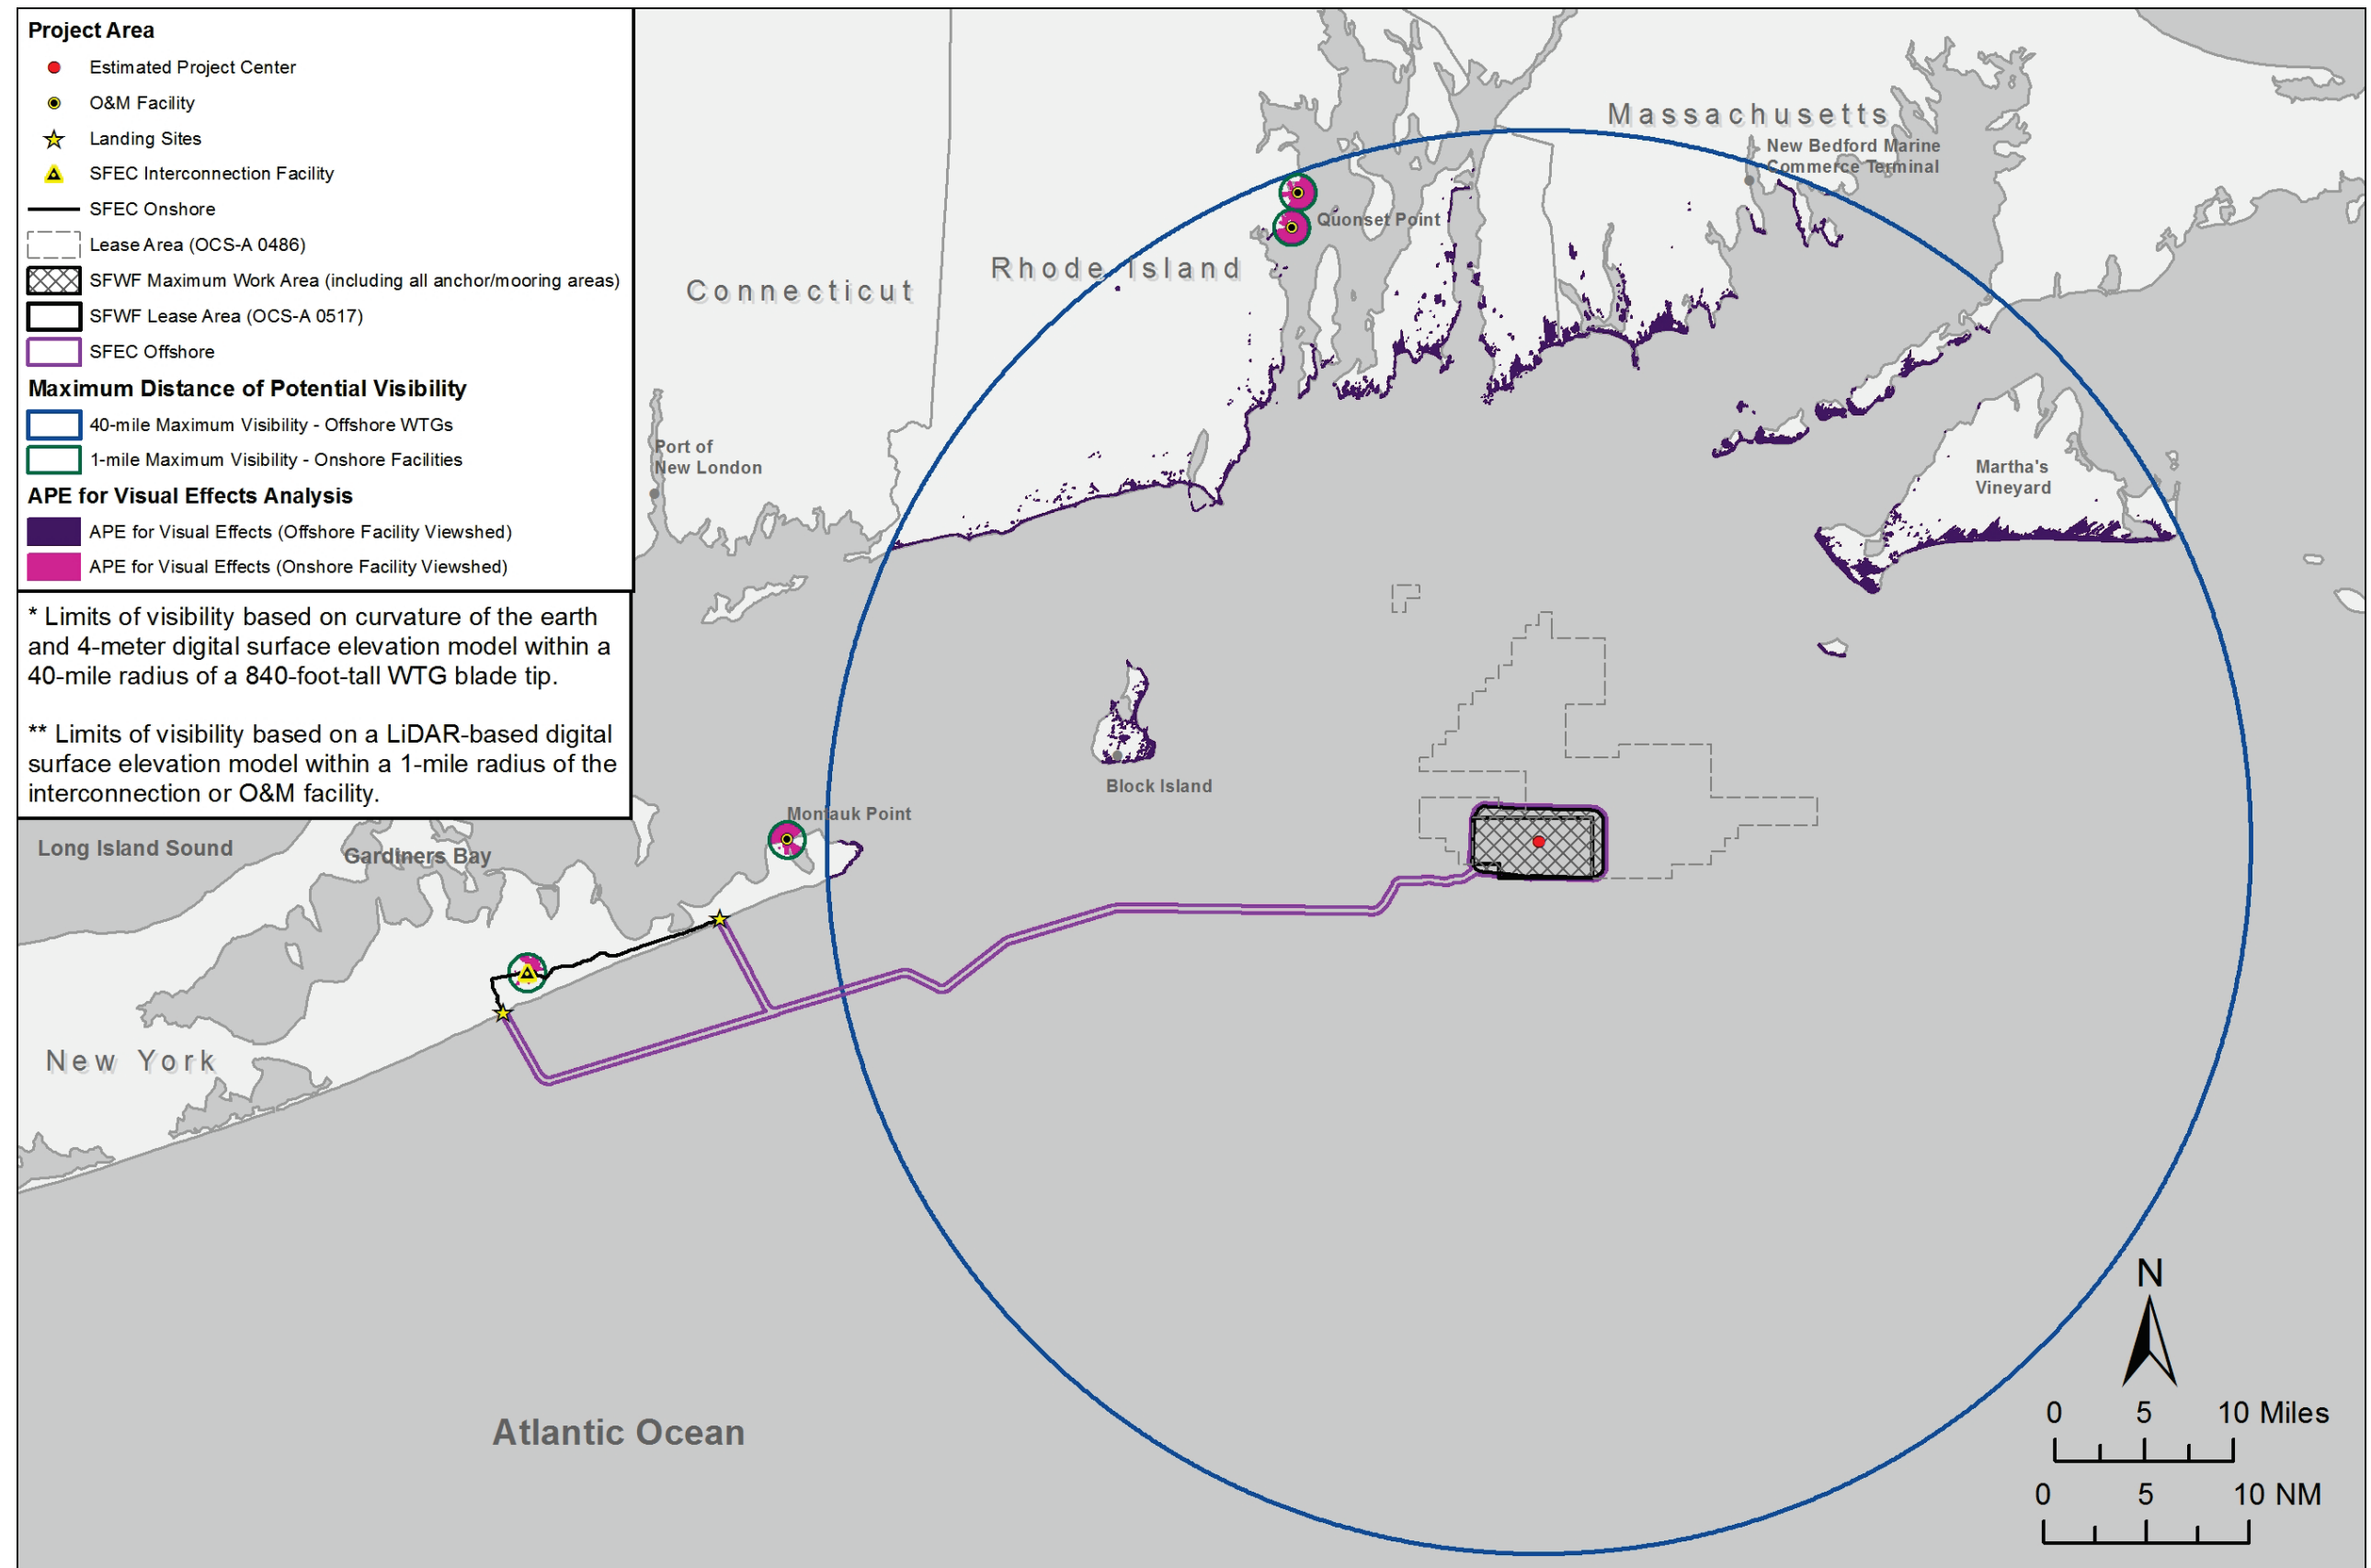 Project Area
Estimated Project Center
O&M Facility
Landing Sites
SFEC Interconnection Facility
SFEC Onshore
Lease Area (OCS-A 0486)
SFWF Maximum Work Area (including all anchor/mooring areas)
SFWF Lease Area (OCS-A 0517)
SFEC Offshore
Maximum Distance of Potential Visibility
40-mile Maximum Visibility - Offshore WTGs
1-mile Maximum Visibility - Onshore Facilities
APE for Visual Effects Analysis
APE for Visual Effects (Offshore Facility Viewshed)
APE for Visual Effects (Onshore Facility Viewshed)
* Limits of visibility based on curvature of the earth
and 4-meter digital surface elevation model within a
40-mile radius of a 840-foot-tall WTG blade tip.
** Limits of visibility based on a LiDAR-based digital
surface elevation model within a 1-mile radius of the
interconnection or O&M facility.
Massachusetts
New Bedford Marine
Commerce Terminal
Quonset Point
Rhode Island
Connecticut
Port of
New London
Martha's
Vineyard
Block Island
Montauk Point
Long Island Sound
Gardiners Bay
New York
Atlantic Ocean
N
0 5 10 Miles
0 5 10 NM